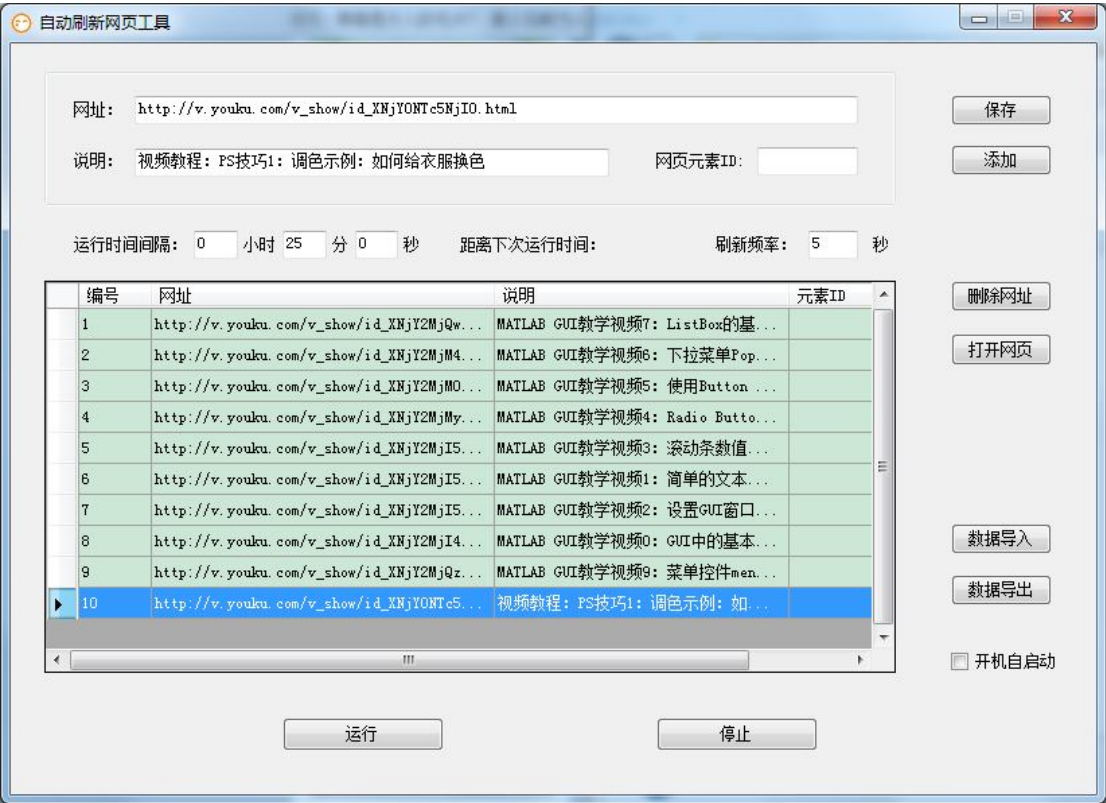 自动刷新网页工具
网址： http://v.youku.com/v_show/id_XNjY0NTc5NjI0.html 保存
说明： 视频教程：PS技巧1：调色示例：如何给衣服换色 网页元素ID: 添加
运行时间间隔： 0 小时 25 分 0 秒 距离下次运行时间： 刷新频率： 5 秒
编号 网址 说明 元素ID 删除网址
1 http://v.youku.com/v_show/id_XNjY2MjQw... MATLAB GUI教学视频7：ListBox的基...
2 http://v.youku.com/v_show/id_XNjY2MjM4... MATLAB GUI教学视频6：下拉菜单Pop... 打开网页
3 http://v.youku.com/v_show/id_XNjY2MjM0... MATLAB GUI教学视频5：使用Button ...
4 http://v.youku.com/v_show/id_XNjY2MjMy... MATLAB GUI教学视频4：Radio Butto...
5 http://v.youku.com/v_show/id_XNjY2MjI5... MATLAB GUI教学视频3：滚动条数值...
6 http://v.youku.com/v_show/id_XNjY2MjI5... MATLAB GUI教学视频1：简单的文本...
7 http://v.youku.com/v_show/id_XNjY2MjI5... MATLAB GUI教学视频2：设置GUI窗口...
8 http://v.youku.com/v_show/id_XNjY2MjI4... MATLAB GUI教学视频0：GUI中的基本... 数据导入
9 http://v.youku.com/v_show/id_XNjY2MjQz... MATLAB GUI教学视频9：菜单控件men...
10 http://v.youku.com/v_show/id_XNjY0NTc5... 视频教程：PS技巧1：调色示例：如... 数据导出
开机自启动
运行 停止